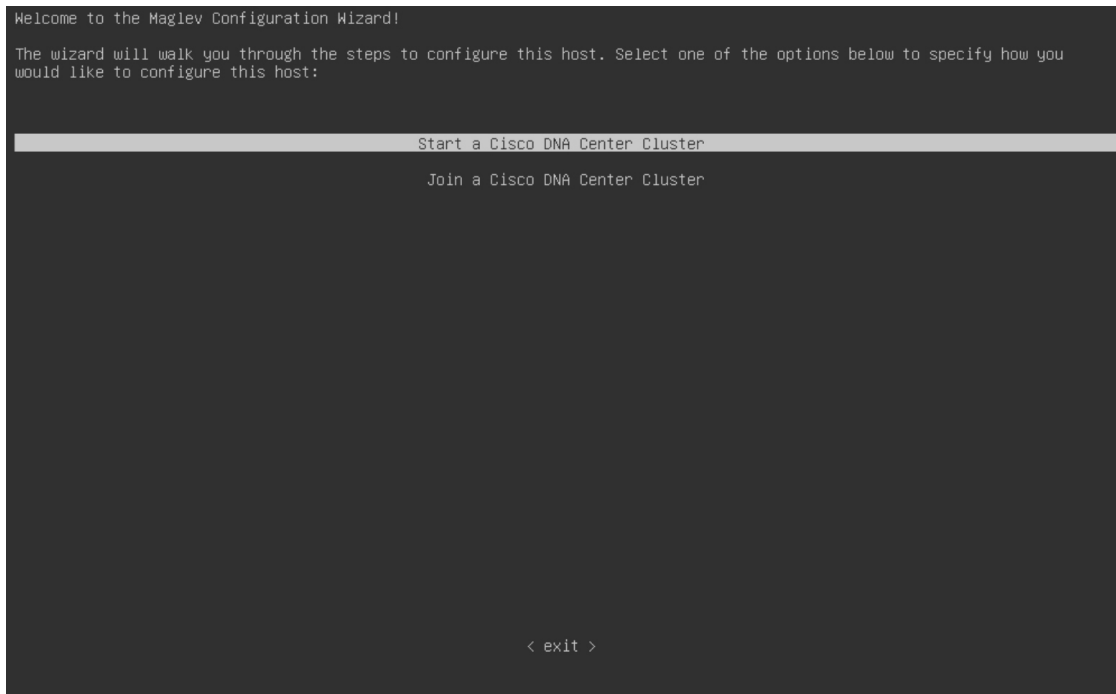 Welcome to the Maglev Configuration Wizard!
The wizard will walk you through the steps to configure this host. Select one of the options below to specify how you
would like to configure this host:
Start a Cisco DNA Center Cluster
Join a Cisco DNA Center Cluster
< exit >